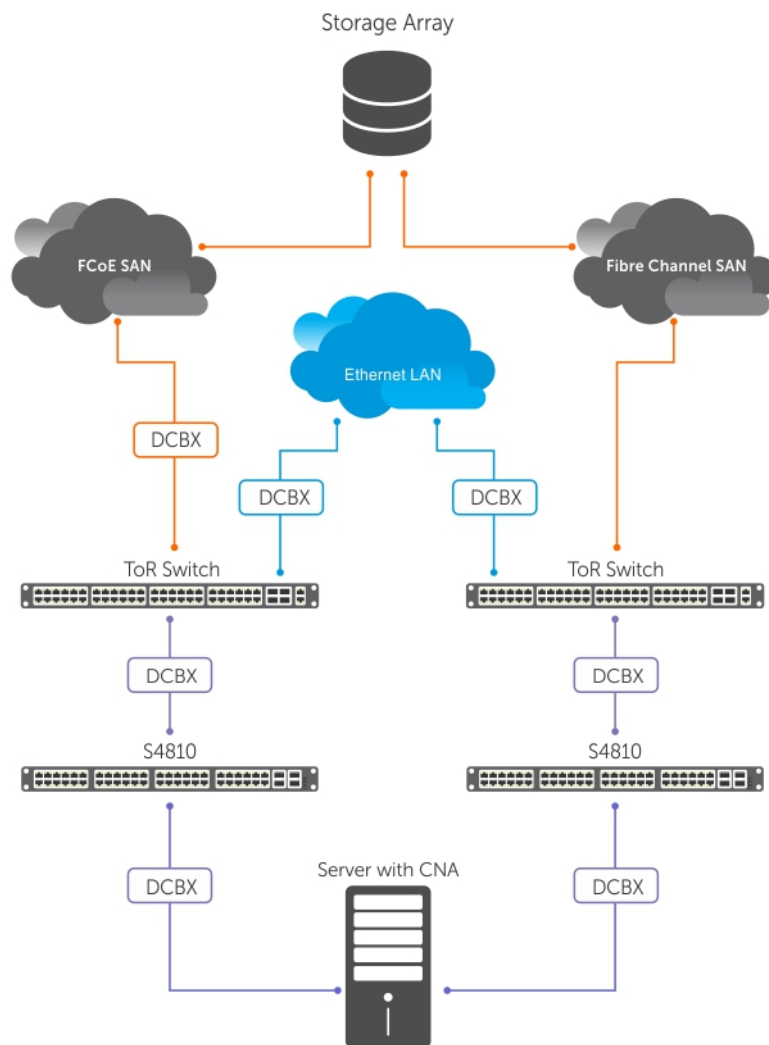 Storage Array
FCoE SAN
Fibre Channel SAN
Ethernet LAN
DCBX
DCBX
DCBX
ToR Switch
ToR Switch
DCBX
DCBX
S4810
S4810
Server with CNA
DCBX
DCBX